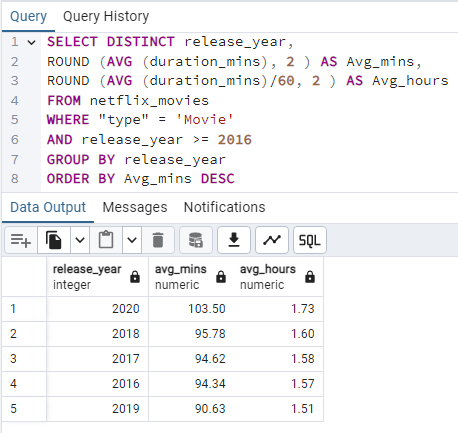 Query Query History
1 SELECT DISTINCT release_year,
2 ROUND (AVG (duration_mins), 2 ) AS Avg_mins,
3 ROUND (AVG (duration_mins)/60, 2 ) AS Avg_hours
4 FROM netflix_movies
5 WHERE "type" = 'Movie'
6 AND release_year >= 2016
7 GROUP BY release_year
8 ORDER BY Avg_mins DESC
Data Output Messages Notifications
SQL
release_year avg_mins avg_hours
integer numeric numeric
1 2020 103.50 1.73
2 2018 95.78 1.60
3 2017 94.62 1.58
4 2016 94.34 1.57
5 2019 90.63 1.51